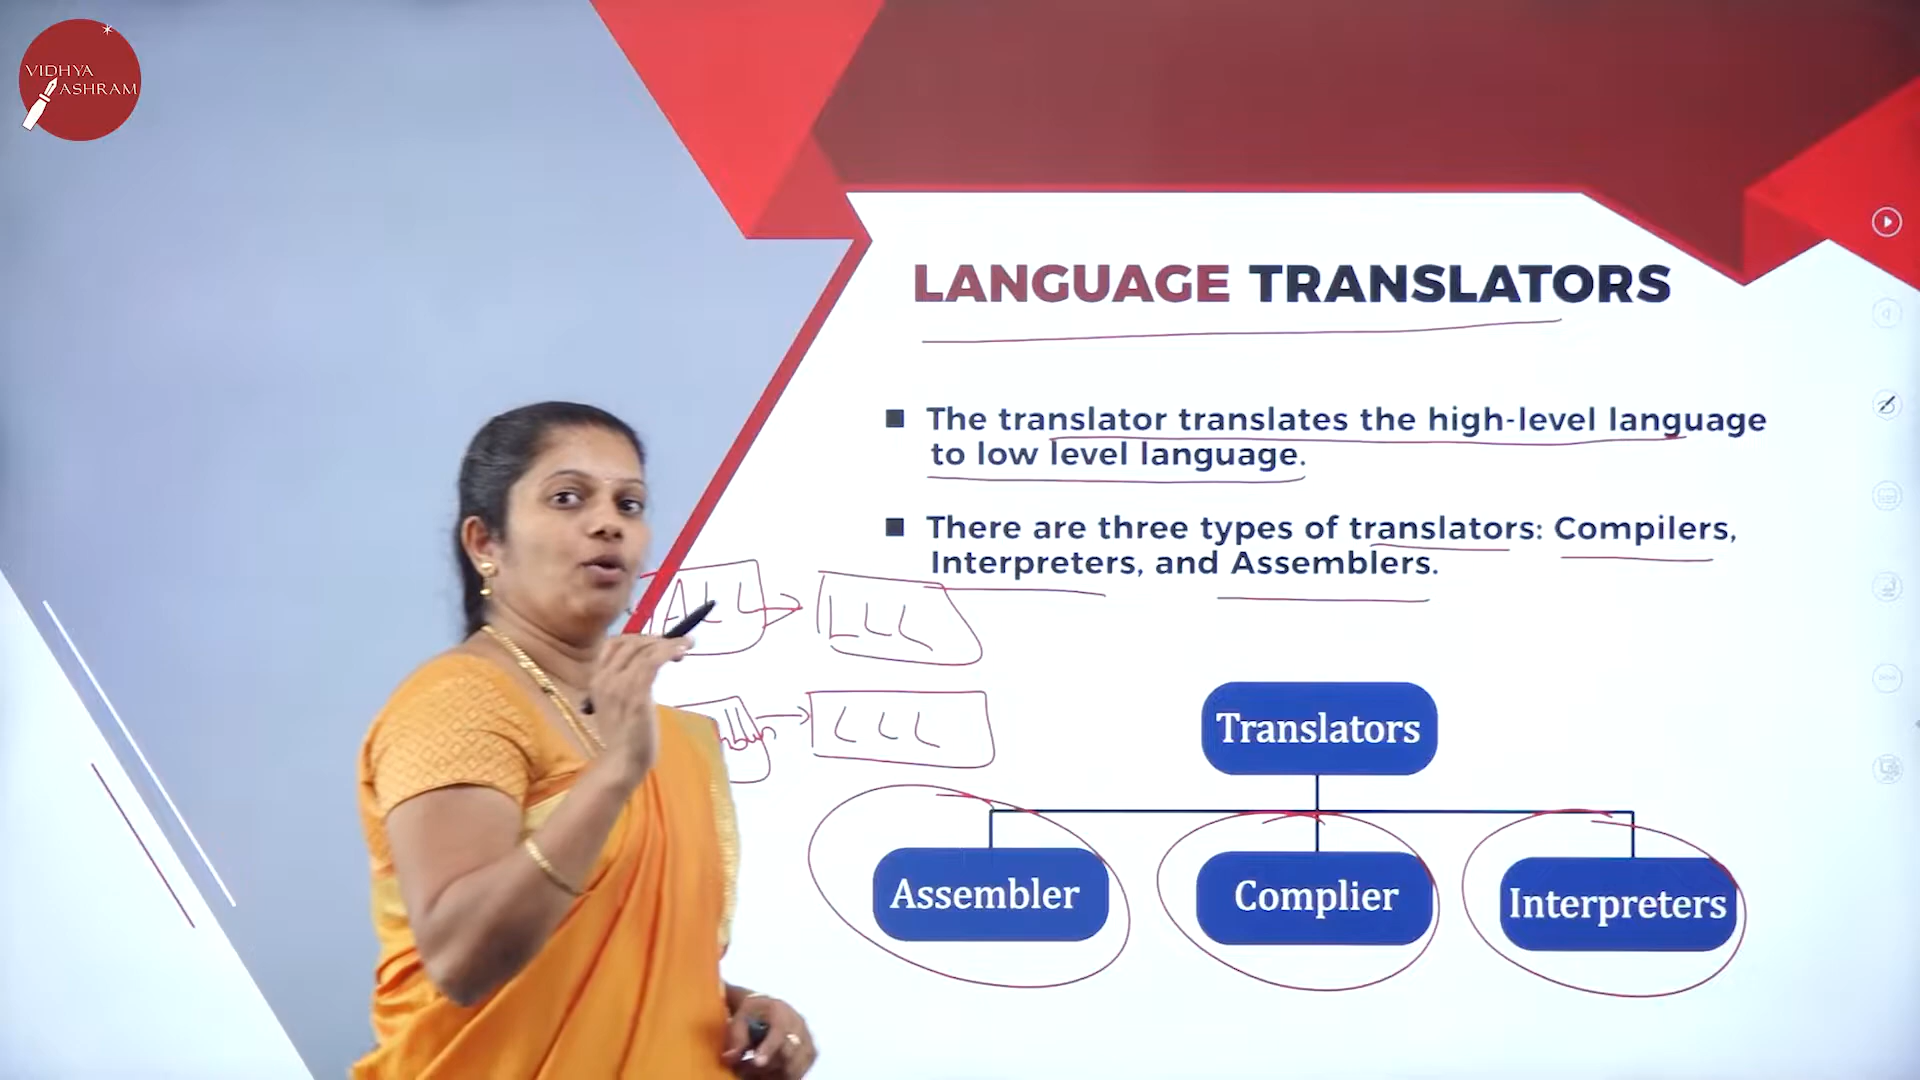 VIDHYA
ASHRAM
LANGUAGE TRANSLATORS
■ The translator translates the high-level language
to low level language.
■ There are three types of translators: Compilers,
Interpreters, and Assemblers.
LLL
LLL
Translators
Assembler
Complier
Interpreters